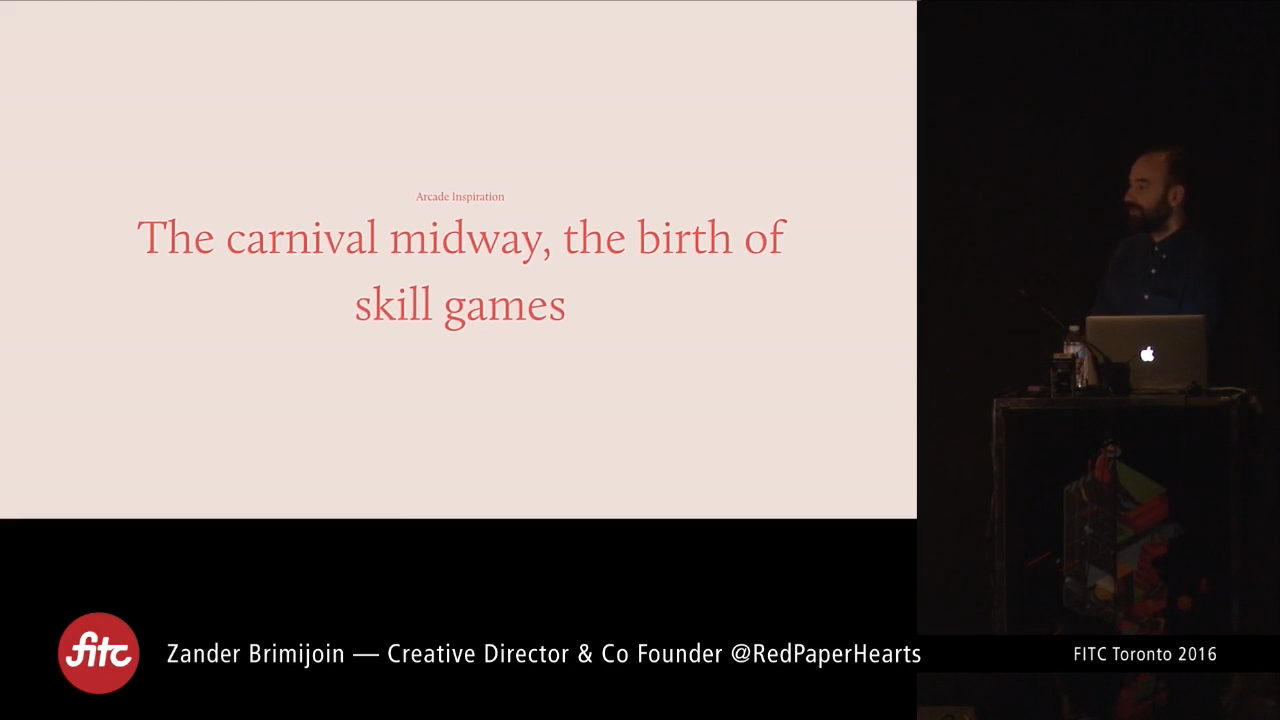 Arcade Inspiration
The carnival midway, the birth of
skill games
fitc
Zander Brimijoin — Creative Director & Co Founder @RedPaperHearts
FITC Toronto 2016